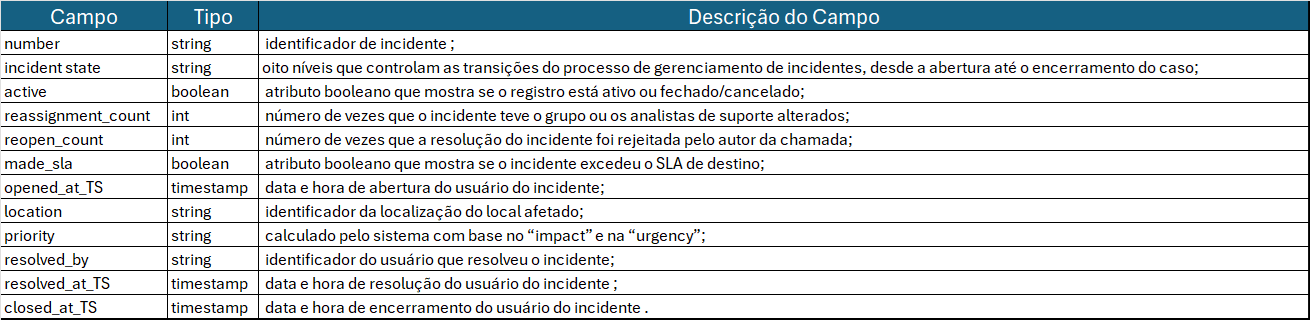 Campo Tipo Descrição do Campo
number string identificador de incidente ;
incident state string oito níveis que controlam as transições do processo de gerenciamento de incidentes, desde a abertura até o encerramento do caso;
active boolean atributo booleano que mostra se o registro está ativo ou fechado/cancelado;
reassignment_count int número de vezes que o incidente teve o grupo ou os analistas de suporte alterados;
reopen_count int número de vezes que a resolução do incidente foi rejeitada pelo autor da chamada;
made_sla boolean atributo booleano que mostra se o incidente excedeu o SLA de destino;
opened_at_TS timestamp data e hora de abertura do usuário do incidente;
location string identificador da localização do local afetado;
priority string calculado pelo sistema com base no “impact” e na “urgency”;
resolved_by string identificador do usuário que resolveu o incidente;
resolved_at_TS timestamp data e hora de resolução do usuário do incidente ;
closed_at_TS timestamp data e hora de encerramento do usuário do incidente .